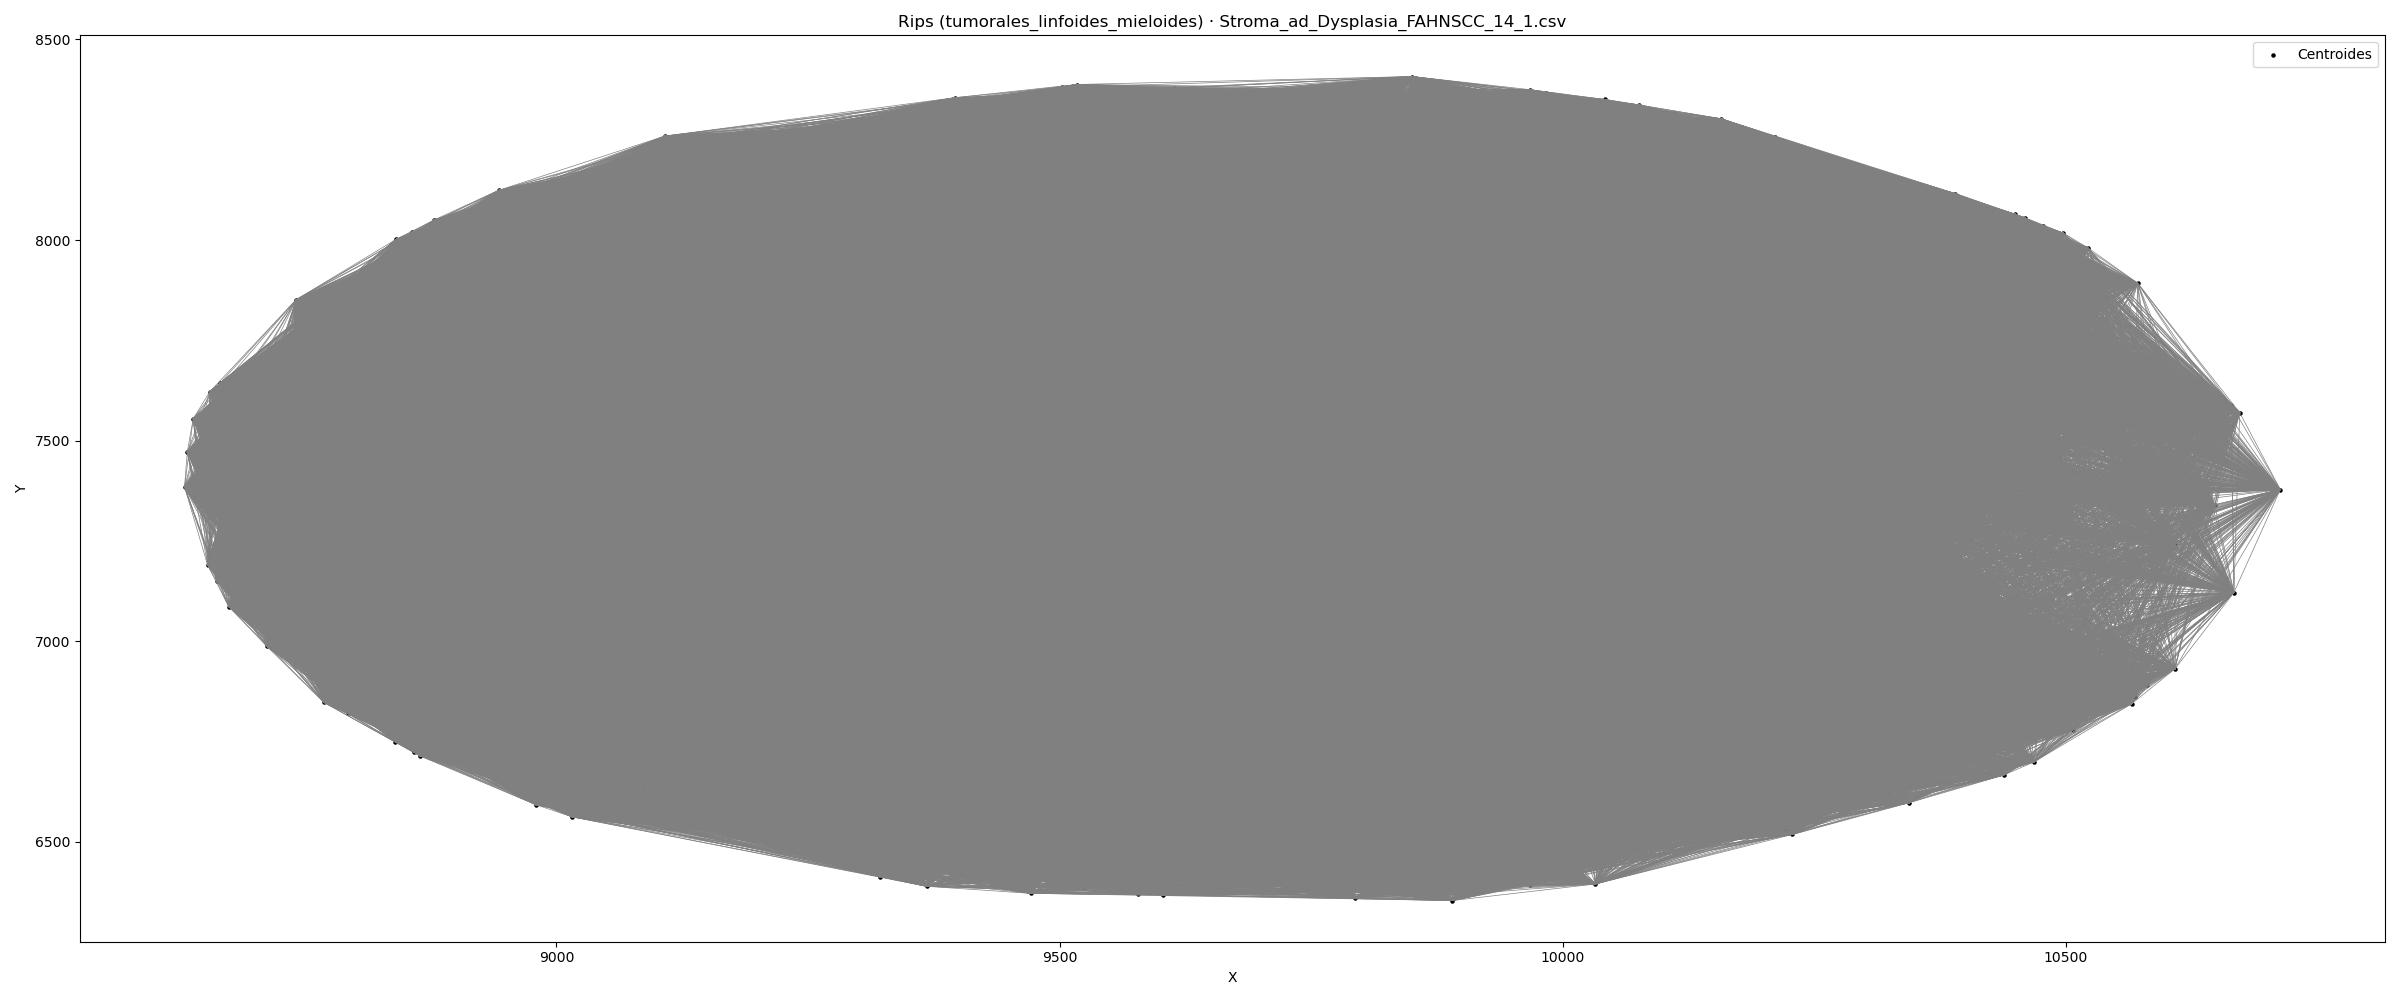 Rips (tumorales_linfoides_mieloides) · Stroma_ad_Dysplasia_FAHNSCC_14_1.csv
Centroides
8500
8000
7500
7000
6500
Y
9000
9500
10000
10500
X